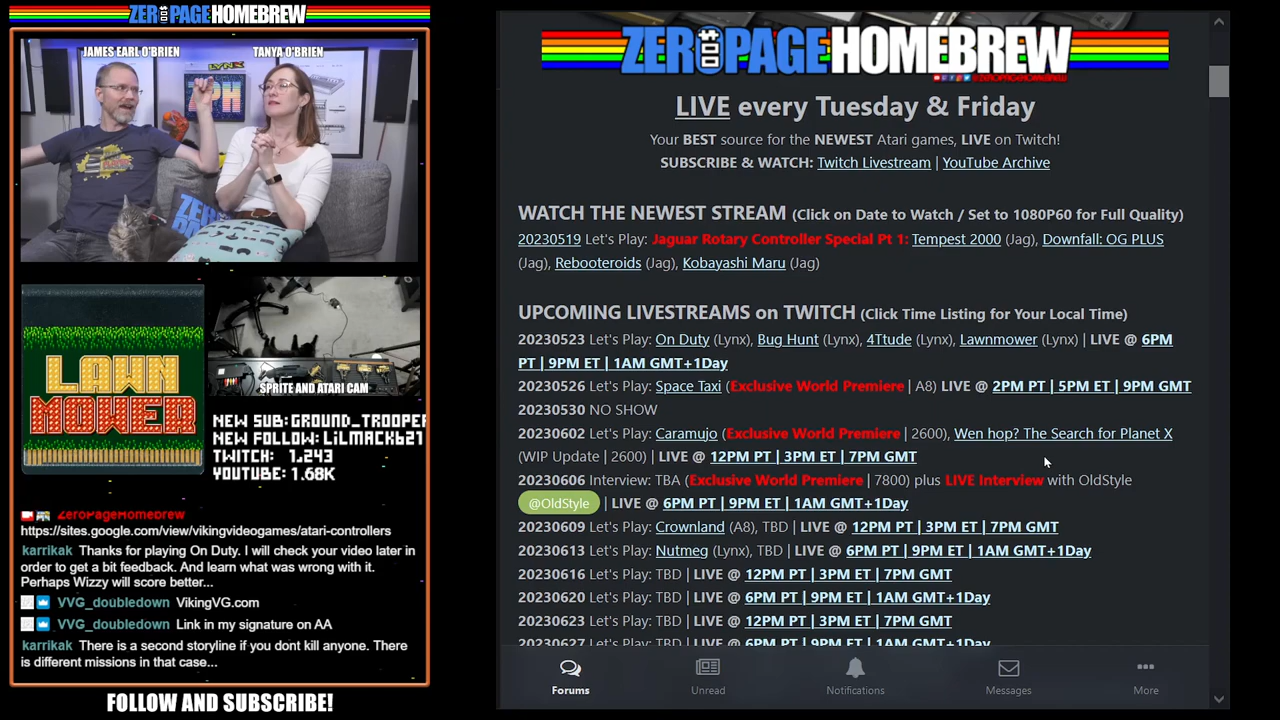 ZERO PAGE HOMEBREW
JAMES EARL O'BRIEN
TANYA O'BRIEN
LYNX
ZPH
LAWN
MOWER
SPRITE AND ATARI CAM
NEW SUB:GROUND_TROOPER
NEW FOLLOW:LiLMACK621
TWITCH: 1,243
YOUTUBE: 1.68K
ZeroPageHomebrew
https://sites.google.com/view/vikingvideogames/atari-controllers
karrikak Thanks for playing On Duty. I will check your video later in
order to get a bit feedback. And learn what was wrong with it.
Perhaps Wizzy will score better...
VVG_doubledown VikingVG.com
VVG_doubledown Link in my signature on AA
karrikak There is a second storyline if you dont kill anyone. There
is different missions in that case...
FOLLOW AND SUBSCRIBE!
ZERO PAGE HOMEBREW
LIVE every Tuesday & Friday
Your BEST source for the NEWEST Atari games, LIVE on Twitch!
SUBSCRIBE & WATCH: Twitch Livestream | YouTube Archive
WATCH THE NEWEST STREAM (Click on Date to Watch / Set to 1080P60 for Full Quality)
20230519 Let's Play: Jaguar Rotary Controller Special Pt 1: Tempest 2000 (Jag), Downfall: OG PLUS
(Jag), Rebooteroids (Jag), Kobayashi Maru (Jag)
UPCOMING LIVESTREAMS on TWITCH (Click Time Listing for Your Local Time)
20230523 Let's Play: On Duty (Lynx), Bug Hunt (Lynx), 4Ttude (Lynx), Lawnmower (Lynx) | LIVE @ 6PM
PT | 9PM ET | 1AM GMT+1Day
20230526 Let's Play: Space Taxi (Exclusive World Premiere | A8) LIVE @ 2PM PT | 5PM ET | 9PM GMT
20230530 NO SHOW
20230602 Let's Play: Caramujo (Exclusive World Premiere | 2600), Wen hop? The Search for Planet X
(WIP Update | 2600) | LIVE @ 12PM PT | 3PM ET | 7PM GMT
20230606 Interview: TBA (Exclusive World Premiere | 7800) plus LIVE Interview with OldStyle
@OldStyle | LIVE @ 6PM PT | 9PM ET | 1AM GMT+1Day
20230609 Let's Play: Crownland (A8), TBD | LIVE @ 12PM PT | 3PM ET | 7PM GMT
20230613 Let's Play: Nutmeg (Lynx), TBD | LIVE @ 6PM PT | 9PM ET | 1AM GMT+1Day
20230616 Let's Play: TBD | LIVE @ 12PM PT | 3PM ET | 7PM GMT
20230620 Let's Play: TBD | LIVE @ 6PM PT | 9PM ET | 1AM GMT+1Day
20230623 Let's Play: TBD | LIVE @ 12PM PT | 3PM ET | 7PM GMT
20230627 Let's Play: TBD | LIVE @ 6PM PT | 9PM ET | 1AM GMT+1Day
Forums
Unread
Notifications
Messages
More